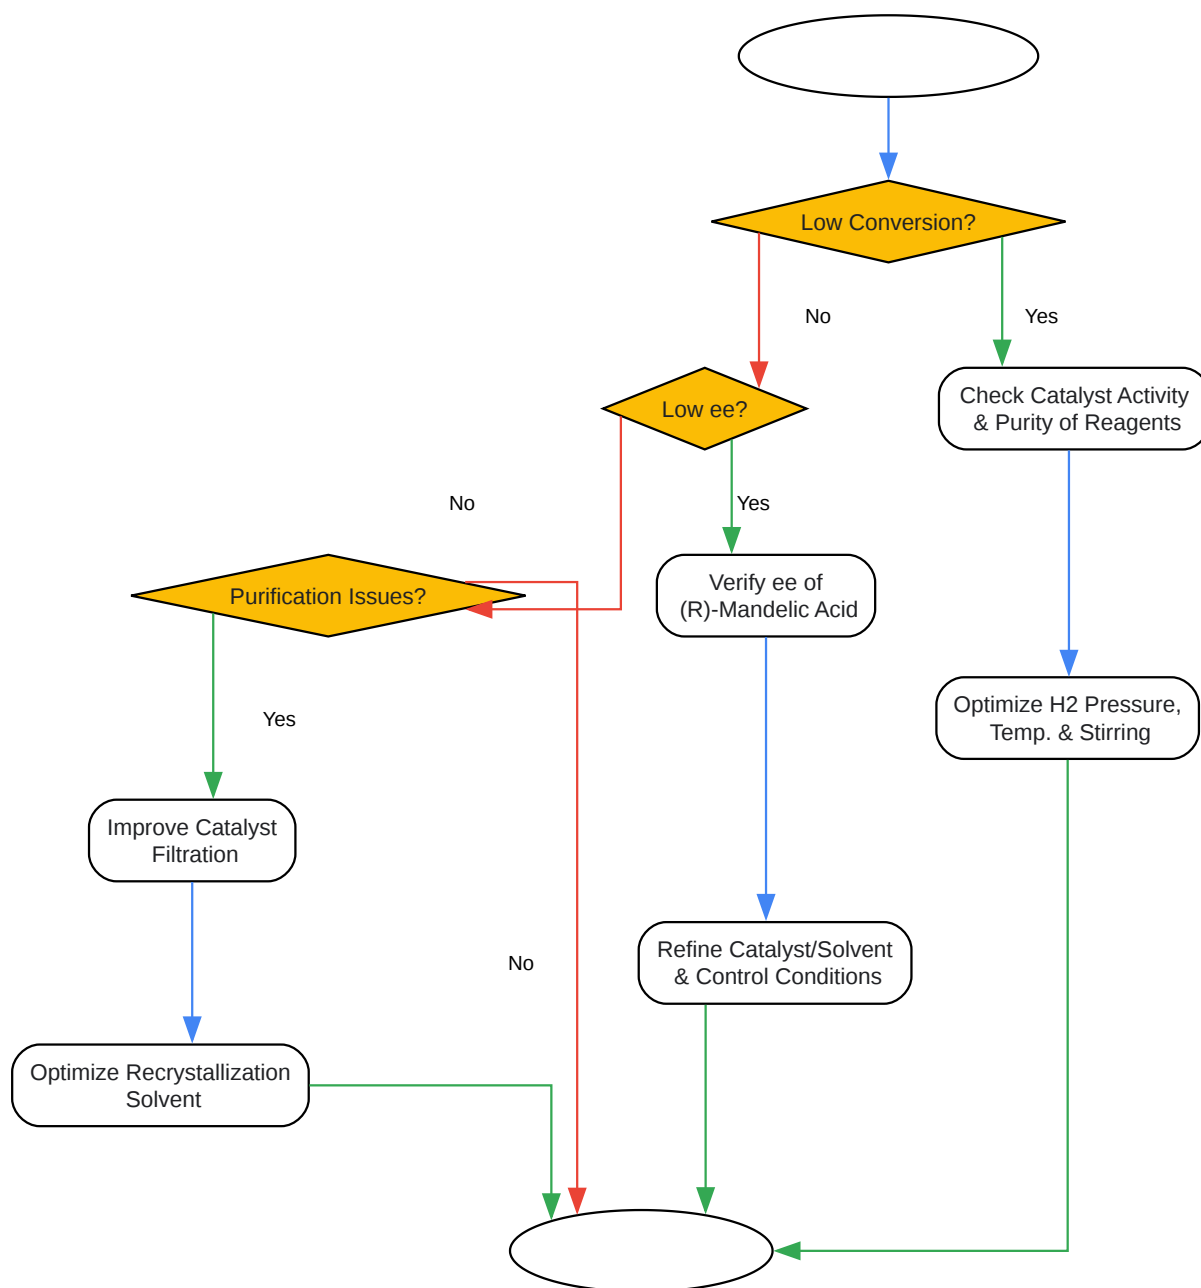 Low Conversion?
No
Yes
Low ee?
Check Catalyst Activity
& Purity of Reagents
No
Yes
Purification Issues?
Verify ee of
(R)-Mandelic Acid
Optimize H2 Pressure,
Temp. & Stirring
Yes
Improve Catalyst
Filtration
No
Refine Catalyst/Solvent
& Control Conditions
Optimize Recrystallization
Solvent